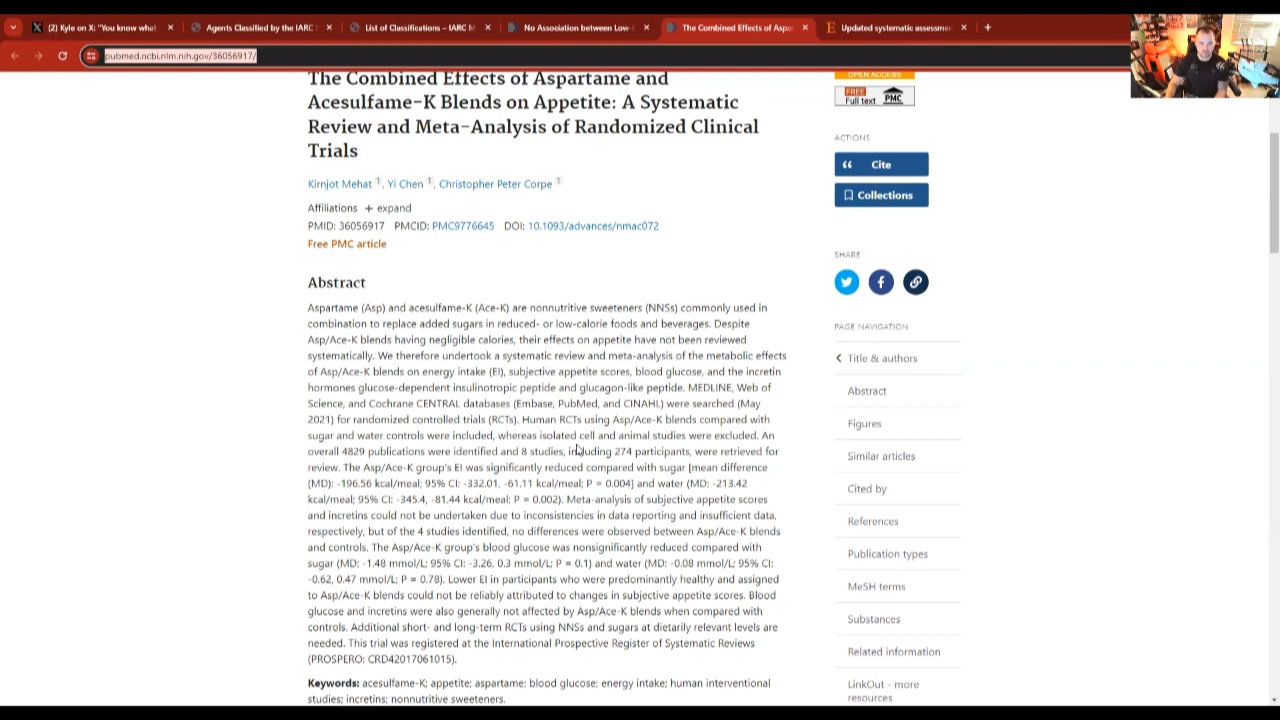 (2) Kyle on X: "You know what
Agents Classified by the IARC
List of Classifications – IARC M
No Association between Low-
The Combined Effects of Aspa
Updated systematic assessmen
pubmed.ncbi.nlm.nih.gov/36056917/
The Combined Effects of Aspartame and
Acesulfame-K Blends on Appetite: A Systematic
Review and Meta-Analysis of Randomized Clinical
Trials
Kirnjot Mehat 1, Yi Chen 1, Christopher Peter Corpe 1
Affiliations + expand
PMID: 36056917 PMCID: PMC9776645 DOI: 10.1093/advances/nmac072
Free PMC article
Abstract
Aspartame (Asp) and acesulfame-K (Ace-K) are nonnutritive sweeteners (NNSs) commonly used in
combination to replace added sugars in reduced- or low-calorie foods and beverages. Despite
Asp/Ace-K blends having negligible calories, their effects on appetite have not been reviewed
systematically. We therefore undertook a systematic review and meta-analysis of the metabolic effects
of Asp/Ace-K blends on energy intake (EI), subjective appetite scores, blood glucose, and the incretin
hormones glucose-dependent insulinotropic peptide and glucagon-like peptide. MEDLINE, Web of
Science, and Cochrane CENTRAL databases (Embase, PubMed, and CINAHL) were searched (May
2021) for randomized controlled trials (RCTs). Human RCTs using Asp/Ace-K blends compared with
sugar and water controls were included, whereas isolated cell and animal studies were excluded. An
overall 4829 publications were identified and 8 studies, including 274 participants, were retrieved for
review. The Asp/Ace-K group's EI was significantly reduced compared with sugar [mean difference
(MD): -196.56 kcal/meal; 95% CI: -332.01, -61.11 kcal/meal; P = 0.004] and water (MD: -213.42
kcal/meal; 95% CI: -345.4, -81.44 kcal/meal; P = 0.002). Meta-analysis of subjective appetite scores
and incretins could not be undertaken due to inconsistencies in data reporting and insufficient data,
respectively, but of the 4 studies identified, no differences were observed between Asp/Ace-K blends
and controls. The Asp/Ace-K group's blood glucose was nonsignificantly reduced compared with
sugar (MD: -1.48 mmol/L; 95% CI: -3.26, 0.3 mmol/L; P = 0.1) and water (MD: -0.08 mmol/L; 95% CI:
-0.62, 0.47 mmol/L; P = 0.78). Lower EI in participants who were predominantly healthy and assigned
to Asp/Ace-K blends could not be reliably attributed to changes in subjective appetite scores. Blood
glucose and incretins were also generally not affected by Asp/Ace-K blends when compared with
controls. Additional short- and long-term RCTs using NNSs and sugars at dietarily relevant levels are
needed. This trial was registered at the International Prospective Register of Systematic Reviews
(PROSPERO: CRD42017061015).
Keywords: acesulfame-K; appetite; aspartame; blood glucose; energy intake; human interventional
studies; incretins; nonnutritive sweeteners.
OPEN ACCESS
FREE
Full text PMC
ACTIONS
Cite
Collections
SHARE
PAGE NAVIGATION
Title & authors
Abstract
Figures
Similar articles
Cited by
References
Publication types
MeSH terms
Substances
Related information
LinkOut - more
resources